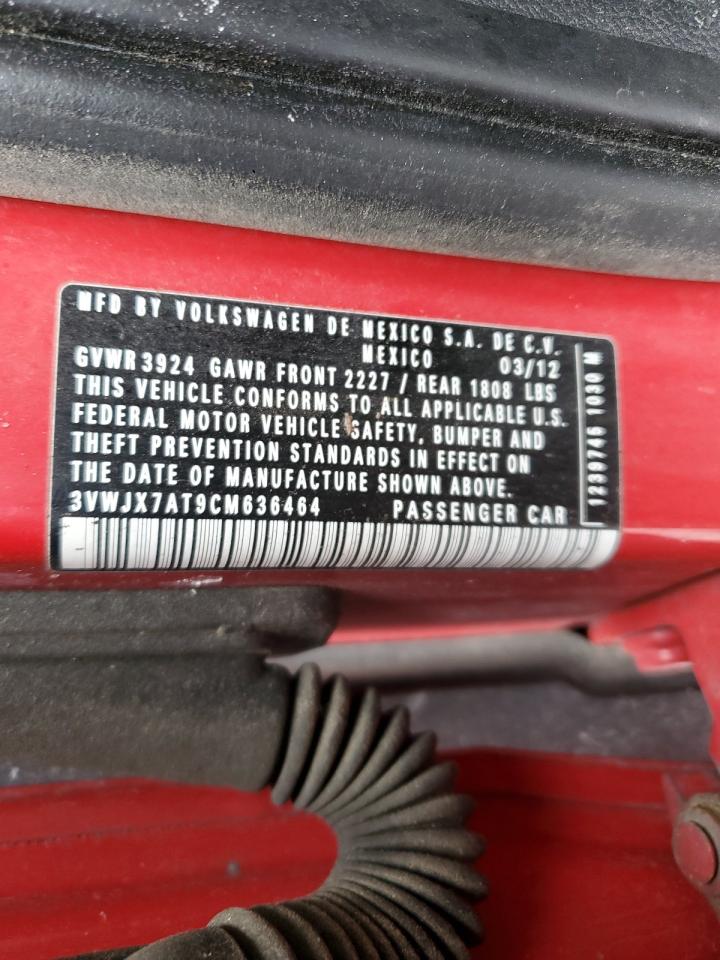 MFD BY VOLKSWAGEN DE MEXICO S.A. DE C.V.
MEXICO 03/12
GVWR 3924 GAWR FRONT 2227 / REAR 1808 LBS
THIS VEHICLE CONFORMS TO ALL APPLICABLE U.S.
FEDERAL MOTOR VEHICLE SAFETY, BUMPER AND
THEFT PREVENTION STANDARDS IN EFFECT ON
THE DATE OF MANUFACTURE SHOWN ABOVE.
3VWJX7AT9CM636464 PASSENGER CAR
1239746 1090 M